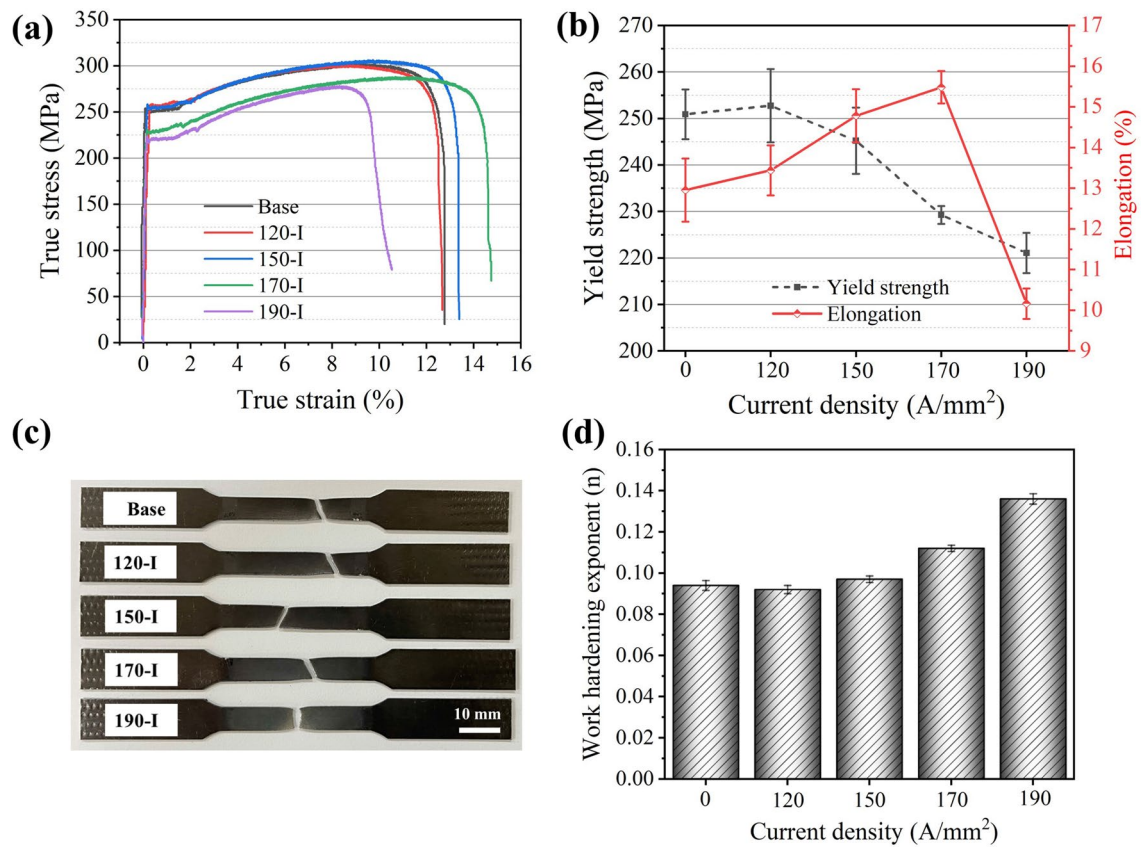 (a)
350
300
250
200
150
100
50
0
True stress (MPa)
Base
120-I
150-I
170-I
190-I
0 2 4 6 8 10 12 14 16
True strain (%)
(b)
270
260
250
240
230
220
210
200
Yield strength (MPa)
17
16
15
14
13
12
11
10
9
Elongation (%)
Yield strength
Elongation
0 120 150 170 190
Current density (A/mm²)
(c)
Base
120-I
150-I
170-I
190-I
10 mm
(d)
0.16
0.14
0.12
0.10
0.08
0.06
0.04
0.02
0.00
Work hardening exponent (n)
0 120 150 170 190
Current density (A/mm²)